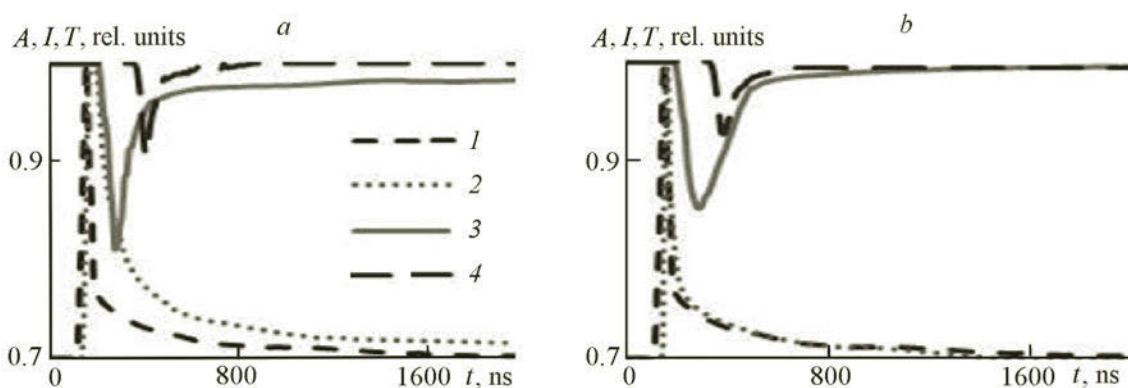 a
A, I, T, rel. units
0.9
0.7
0
800
1600 t, ns
1
2
3
4
b
A, I, T, rel. units
0.9
0.7
0
800
1600 t, ns